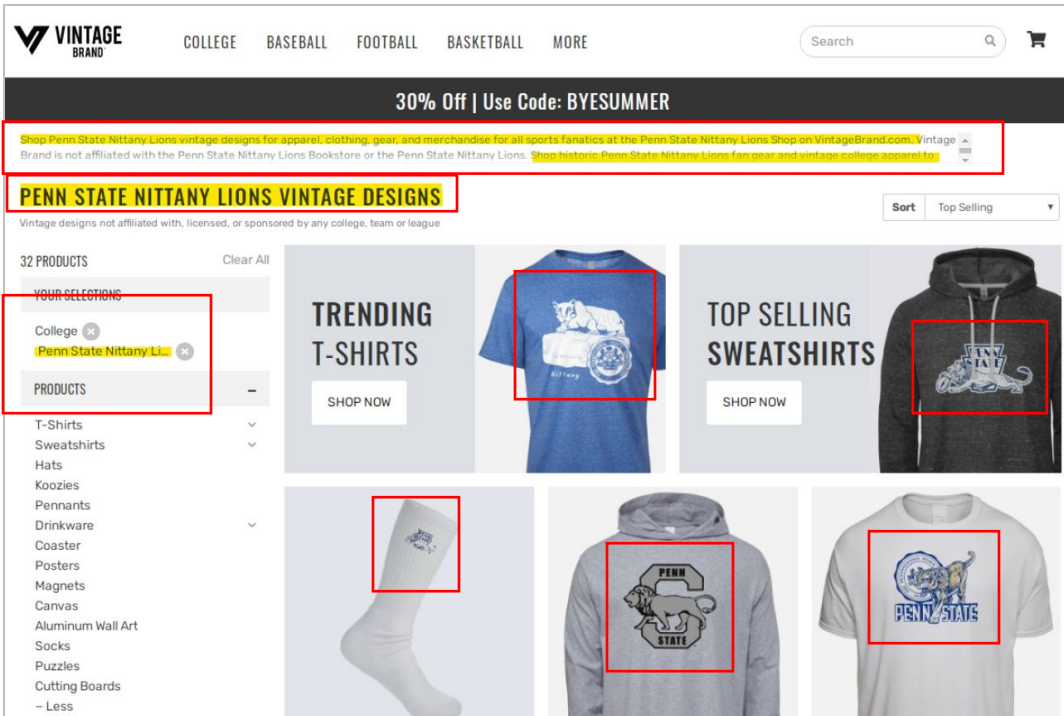 VINTAGE
BRAND
COLLEGE BASEBALL FOOTBALL BASKETBALL MORE
Search
30% Off | Use Code: BYESUMMER
Shop Penn State Nittany Lions vintage designs for apparel, clothing, gear, and merchandise for all sports fanatics at the Penn State Nittany Lions Shop on VintageBrand.com. Vintage
Brand is not affiliated with the Penn State Nittany Lions Bookstore or the Penn State Nittany Lions. Shop historic Penn State Nittany Lions fan gear and vintage college apparel to
PENN STATE NITTANY LIONS VINTAGE DESIGNS
Vintage designs not affiliated with, licensed, or sponsored by any college, team or league
Sort Top Selling
32 PRODUCTS Clear All
YOUR SELECTIONS
College
Penn State Nittany Li...
PRODUCTS –
T-Shirts
Sweatshirts
Hats
Koozies
Pennants
Drinkware
Coaster
Posters
Magnets
Canvas
Aluminum Wall Art
Socks
Puzzles
Cutting Boards
– Less
TRENDING
T-SHIRTS
SHOP NOW
Nittany
TOP SELLING
SWEATSHIRTS
SHOP NOW
PENN
STATE
PENN
STATE
PENN STATE